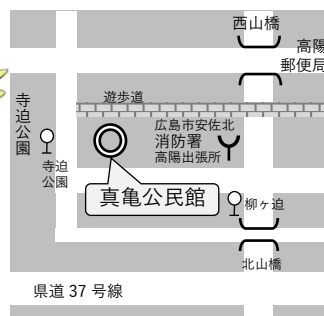 西山橋
高陽
郵便局
遊歩道
寺迫公園
広島市安佐北
消防署
高陽出張所
寺迫
公園
真亀公民館
柳ヶ迫
北山橋
県道 37 号線